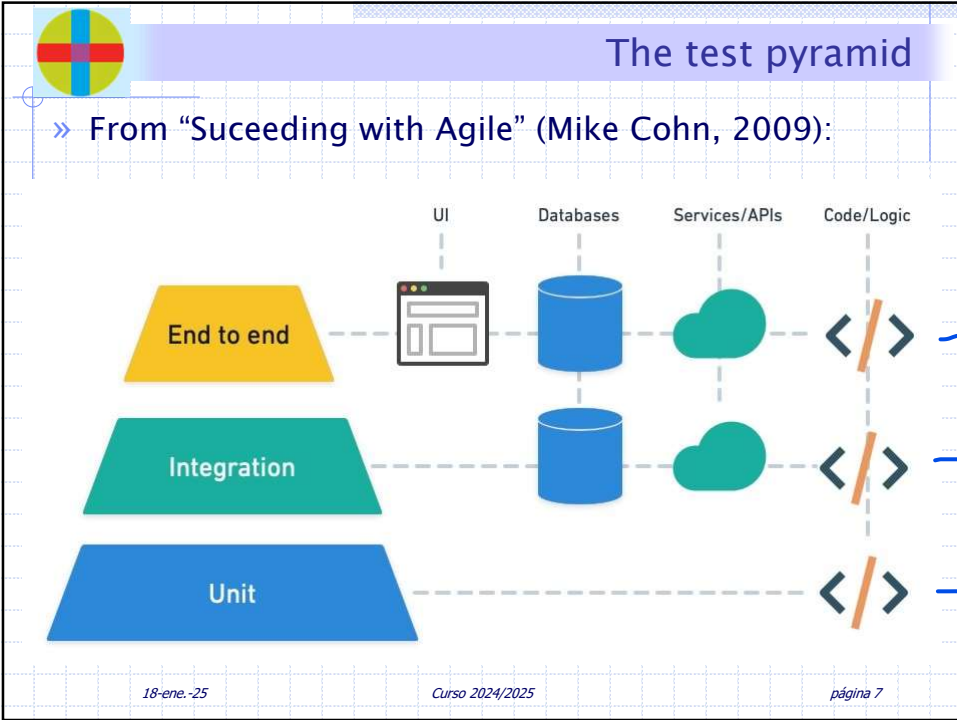 The test pyramid
» From “Suceeding with Agile” (Mike Cohn, 2009):
UI Databases Services/APIs Code/Logic
End to end
Integration
Unit
18-ene.-25 Curso 2024/2025 página 7